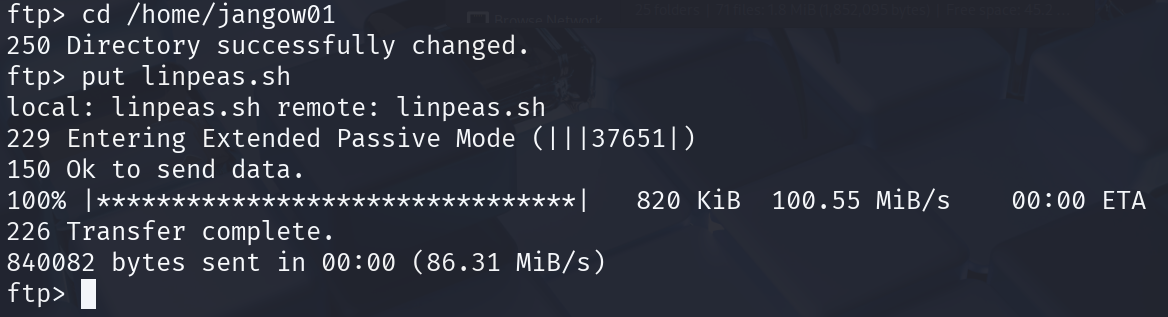 ftp> cd /home/jangow01
250 Directory successfully changed.
ftp> put linpeas.sh
local: linpeas.sh remote: linpeas.sh
229 Entering Extended Passive Mode (|||37651|)
150 Ok to send data.
100% |********************************| 820 KiB 100.55 MiB/s 00:00 ETA
226 Transfer complete.
840082 bytes sent in 00:00 (86.31 MiB/s)
ftp>